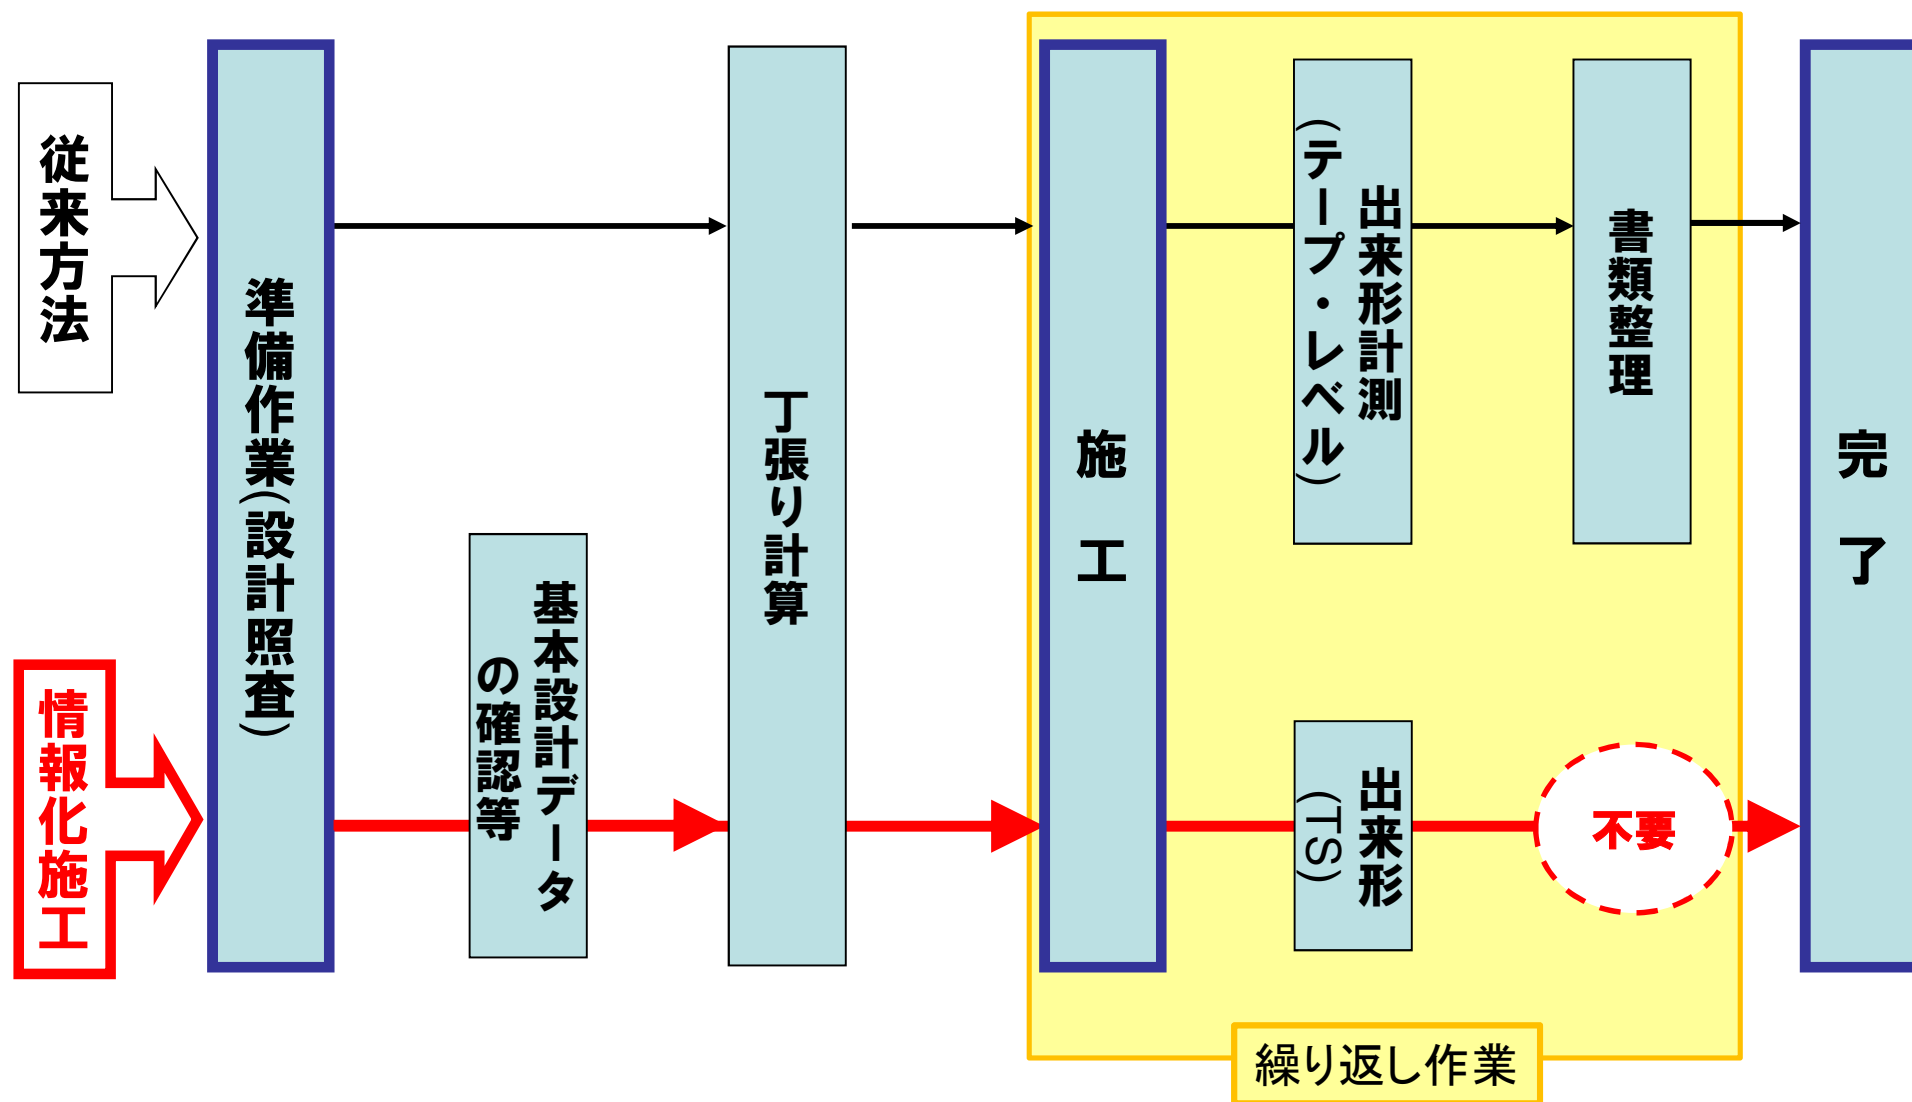 従来方法
情報化施工
準備作業(設計照査)
基本設計データ
の確認等
丁張り計算
施工
出来形計測
(テープ・レベル)
書類整理
出来形
(TS)
不要
完了
繰り返し作業